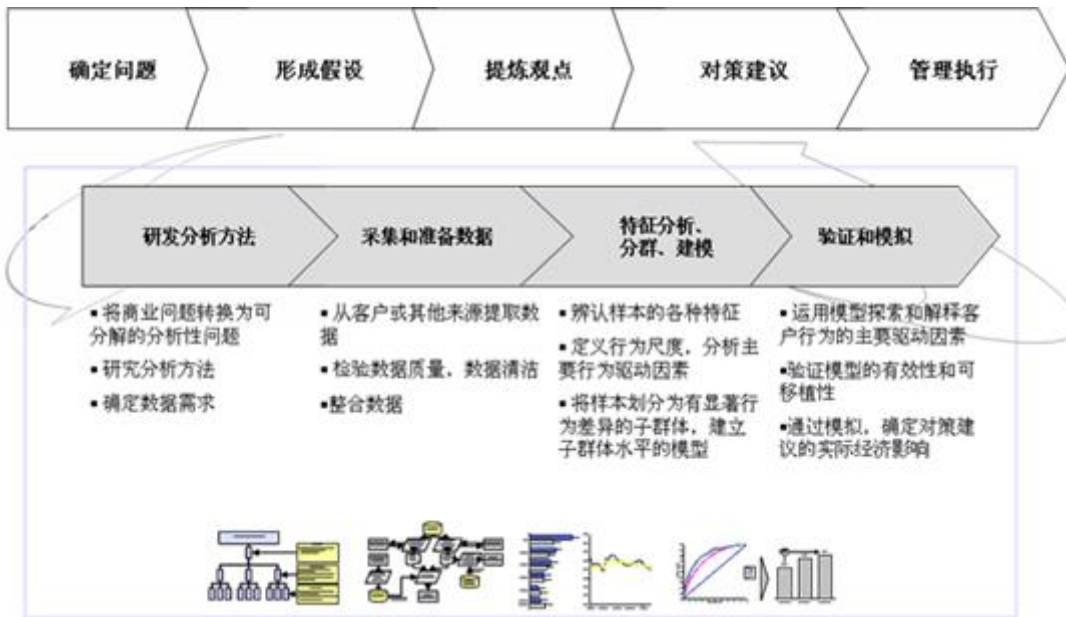 确定问题
形成假设
提炼观点
对策建议
管理执行
研发分析方法
采集和准备数据
特征分析、
分群、建模
验证和模拟
▪将商业问题转换为可
分解的分析性问题
▪研究分析方法
▪确定数据需求
▪从客户或其他来源提取数
据
▪检验数据质量，数据清洁
▪整合数据
▪辨认样本的各种特征
▪定义行为尺度，分析主
要行为驱动因素
▪将样本划分为有显著行
为差异的子群体，建立
子群体水平的模型
▪运用模型探索和解释客
户行为的主要驱动因素
▪验证模型的有效性和可
移植性
▪通过模拟，确定对策建
议的实际经济影响